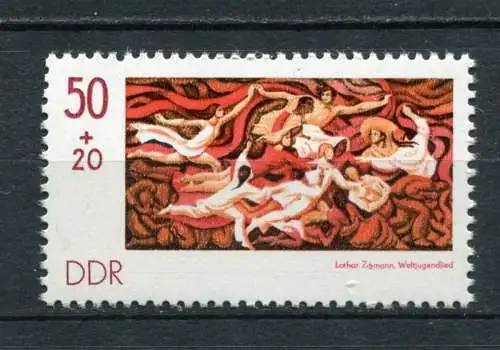 50
+
20
DDR
Lothar Zitzmann, Weltjugendlied